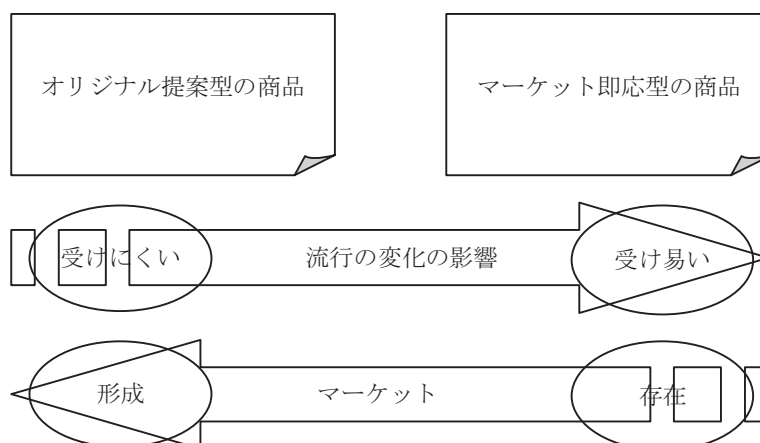 オリジナル提案型の商品
マーケット即応型の商品
受けにくい
流行の変化の影響
受け易い
形成
マーケット
存在